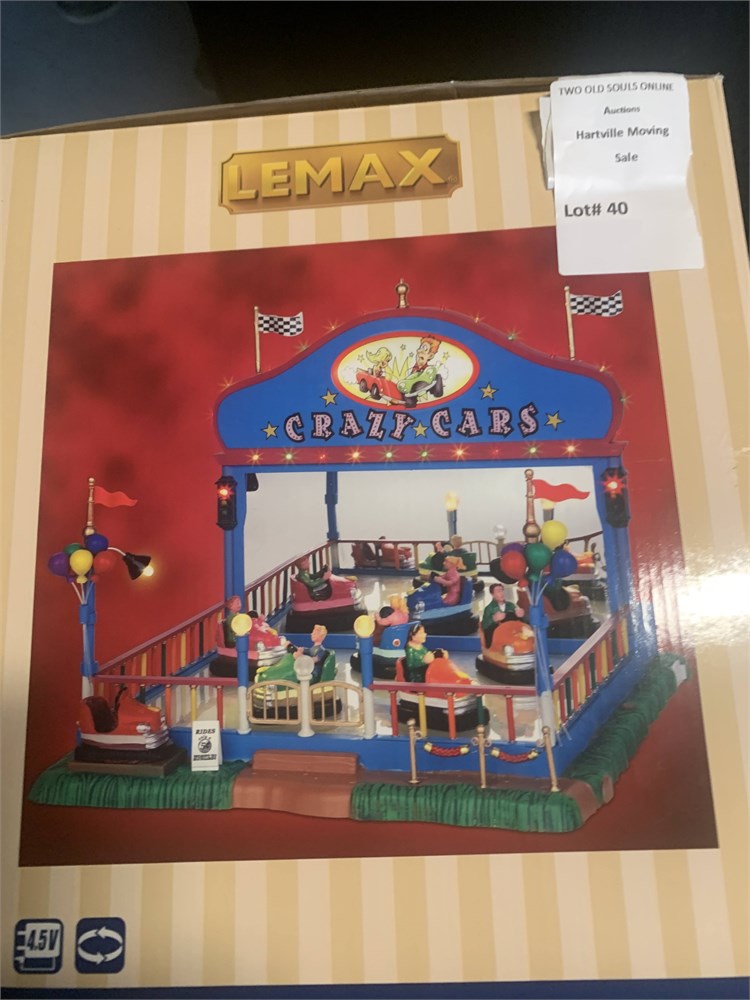 TWO OLD SOULS ONLINE
Auctions
Hartville Moving
Sale
Lot# 40
LEMAX
CRAZY CARS
RIDES
4.5V